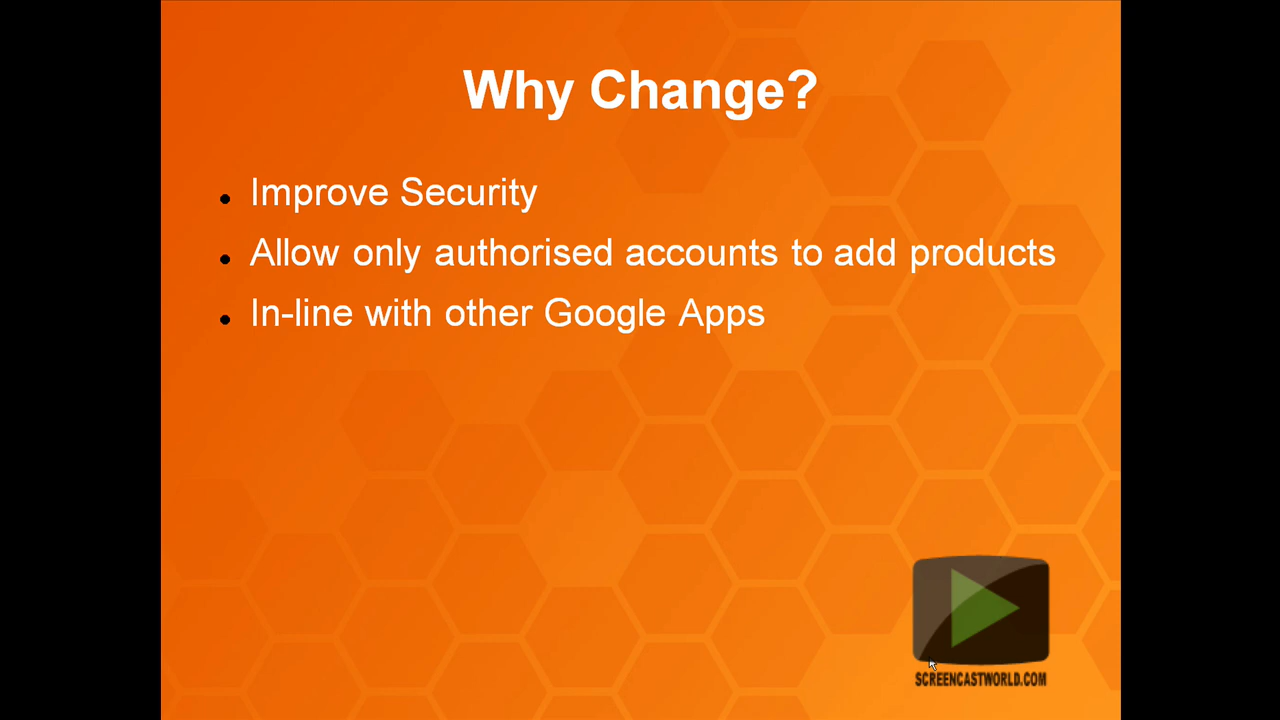 Why Change?
Improve Security
Allow only authorised accounts to add products
In-line with other Google Apps
SCREENCASTWORLD.COM